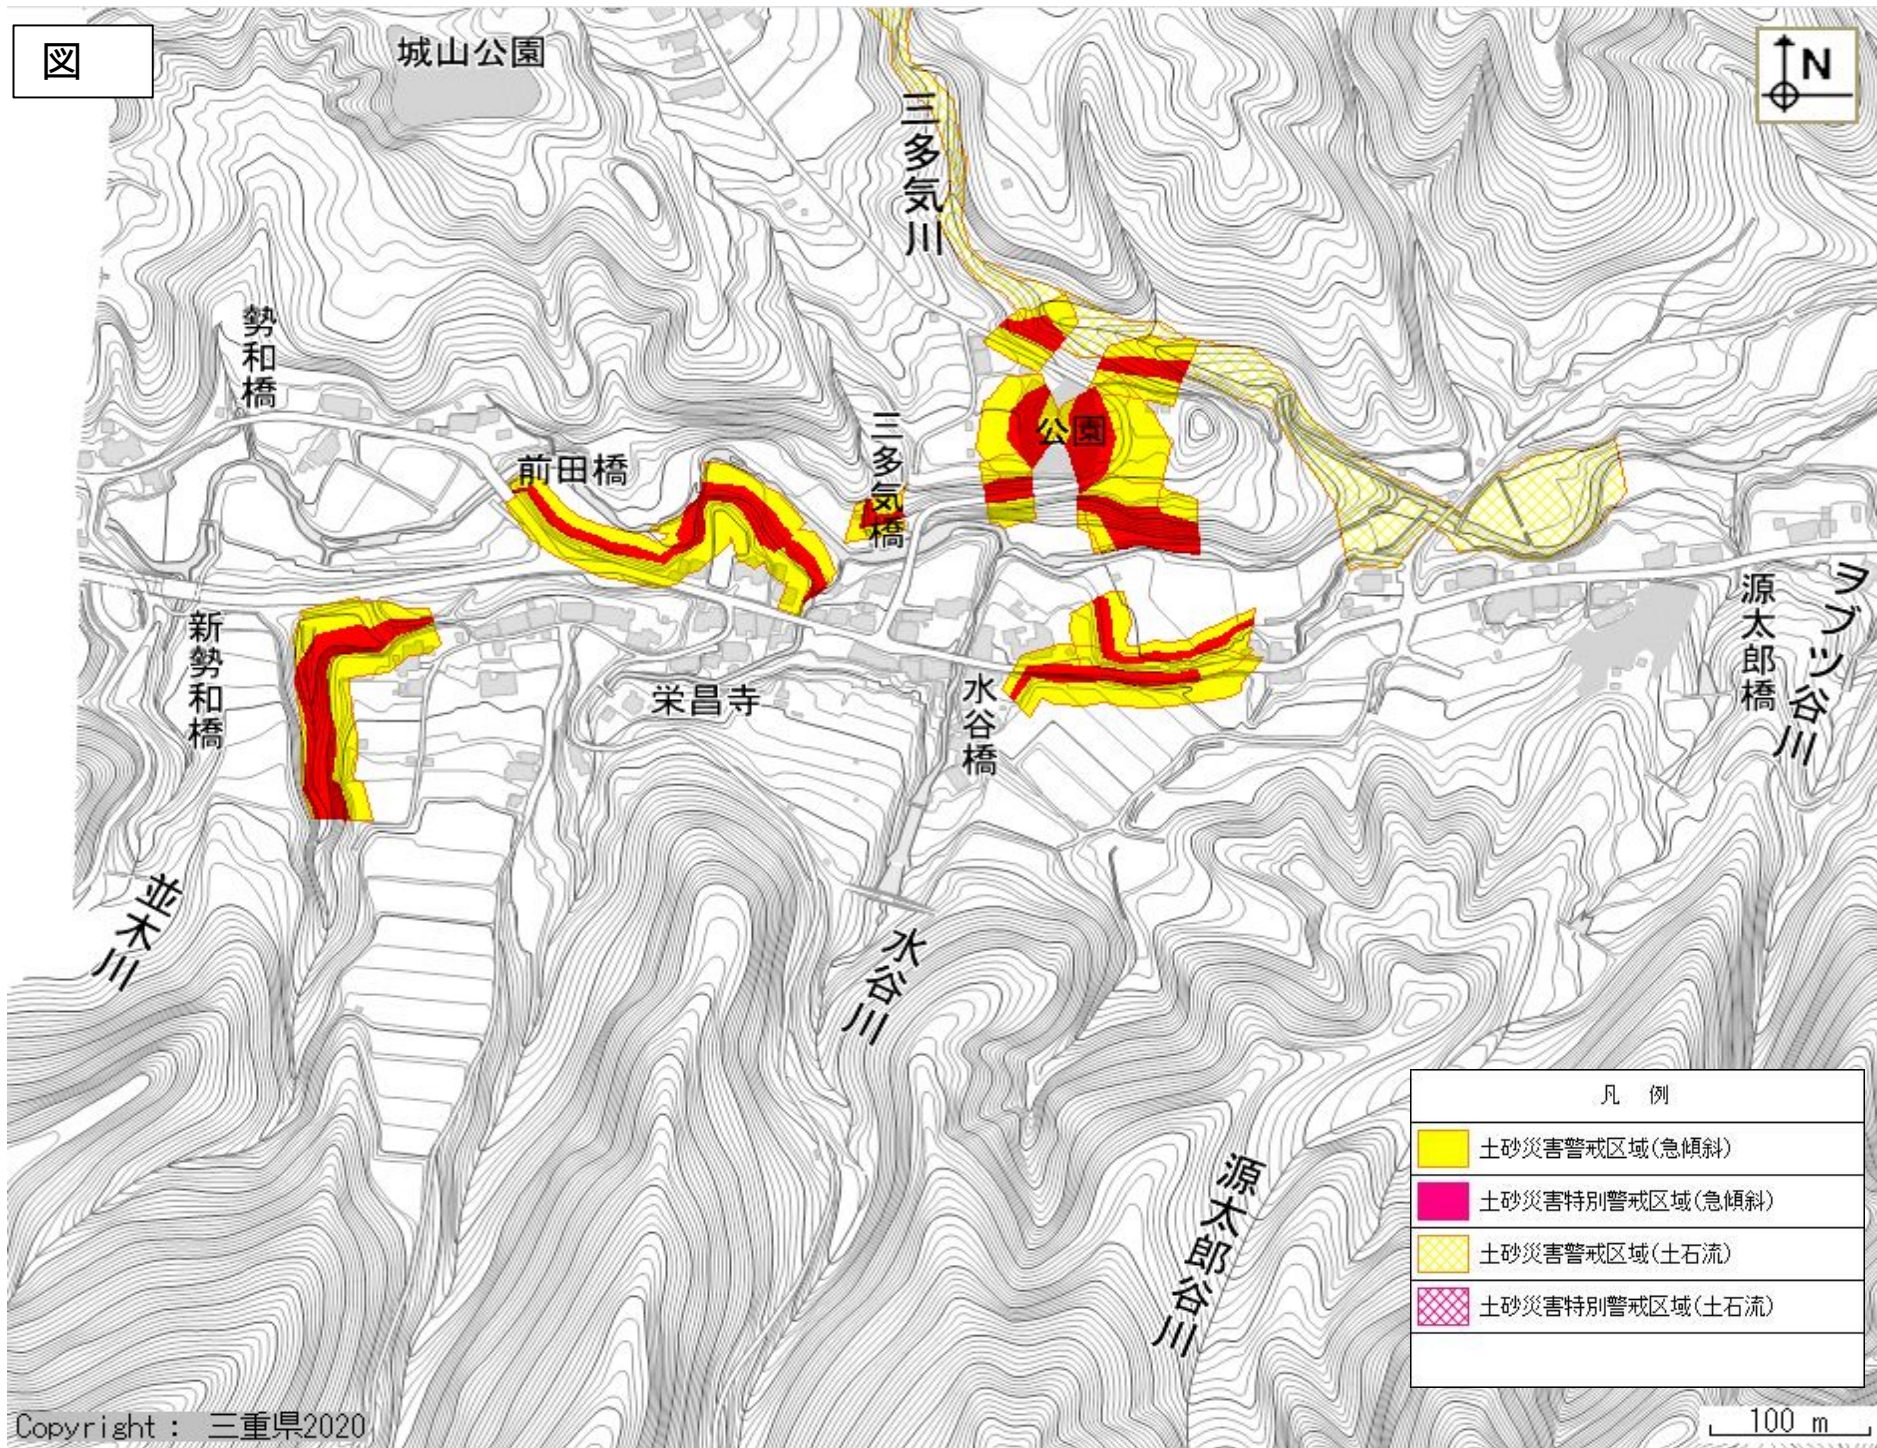 図
城山公園
N
三多気川
勢和橋
三多気橋
公園
前田橋
新勢和橋
栄昌寺
水谷橋
源太郎橋
ヲブツ谷川
並木川
水谷川
源太郎谷川
凡 例
土砂災害警戒区域(急傾斜)
土砂災害特別警戒区域(急傾斜)
土砂災害警戒区域(土石流)
土砂災害特別警戒区域(土石流)
Copyright : 三重県2020
100 m